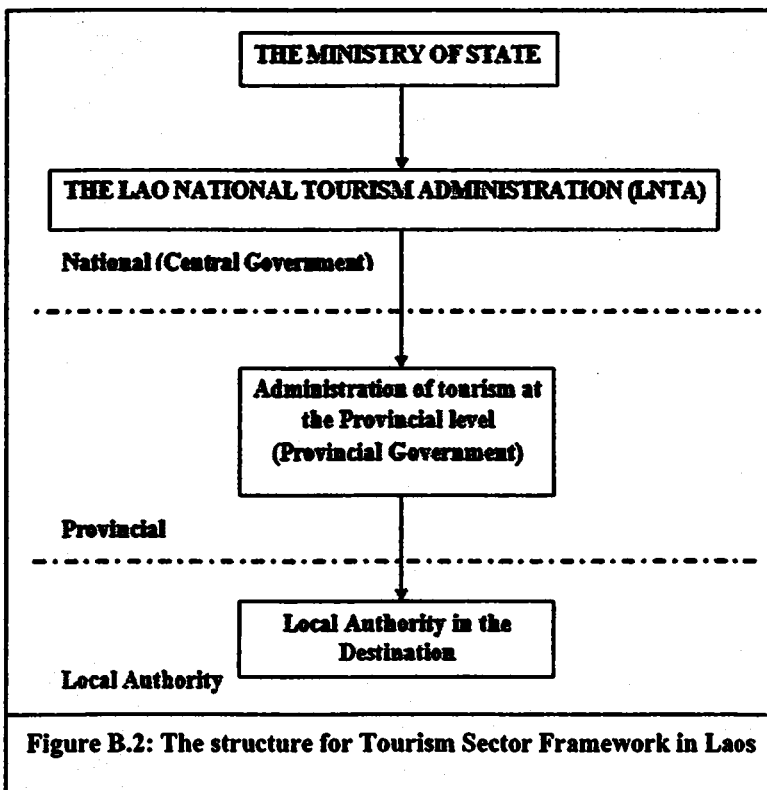 THE MINISTRY OF STATE
THE LAO NATIONAL TOURISM ADMINISTRATION (LNTA)
National (Central Government)
Administration of tourism at
the Provincial level
(Provincial Government)
Provincial
Local Authority in the
Destination
Local Authority
Figure B.2: The structure for Tourism Sector Framework in Laos